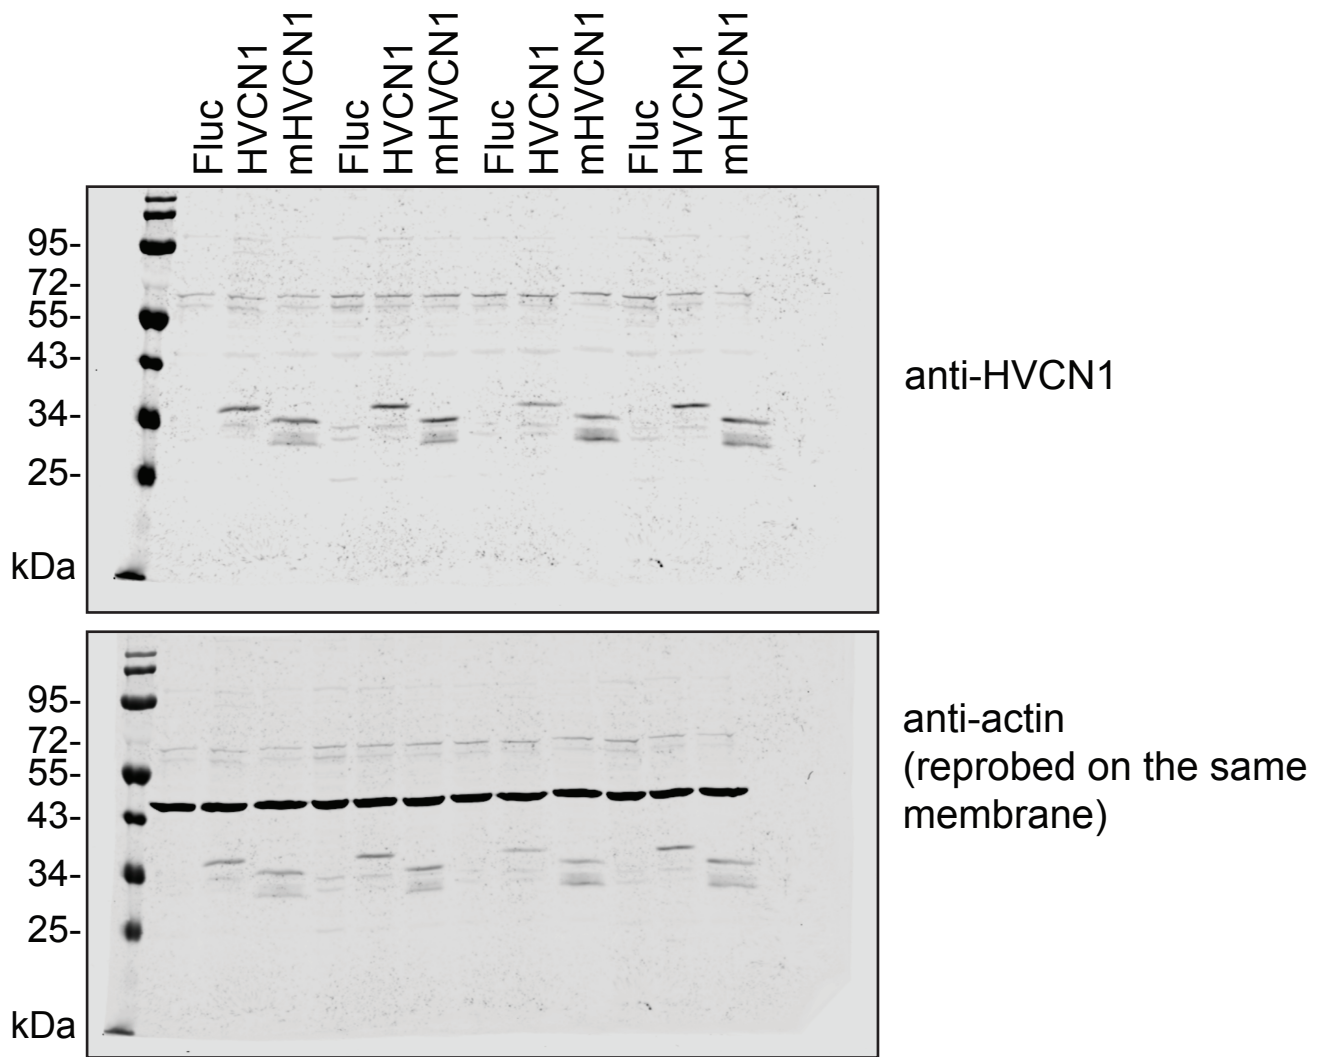 Fluc
HVCN1
mHVCN1
Fluc
HVCN1
mHVCN1
Fluc
HVCN1
mHVCN1
Fluc
HVCN1
mHVCN1
95-
72-
55-
43-
34-
25-
kDa
anti-HVCN1
95-
72-
55-
43-
34-
25-
kDa
anti-actin
(reprobed on the same
membrane)